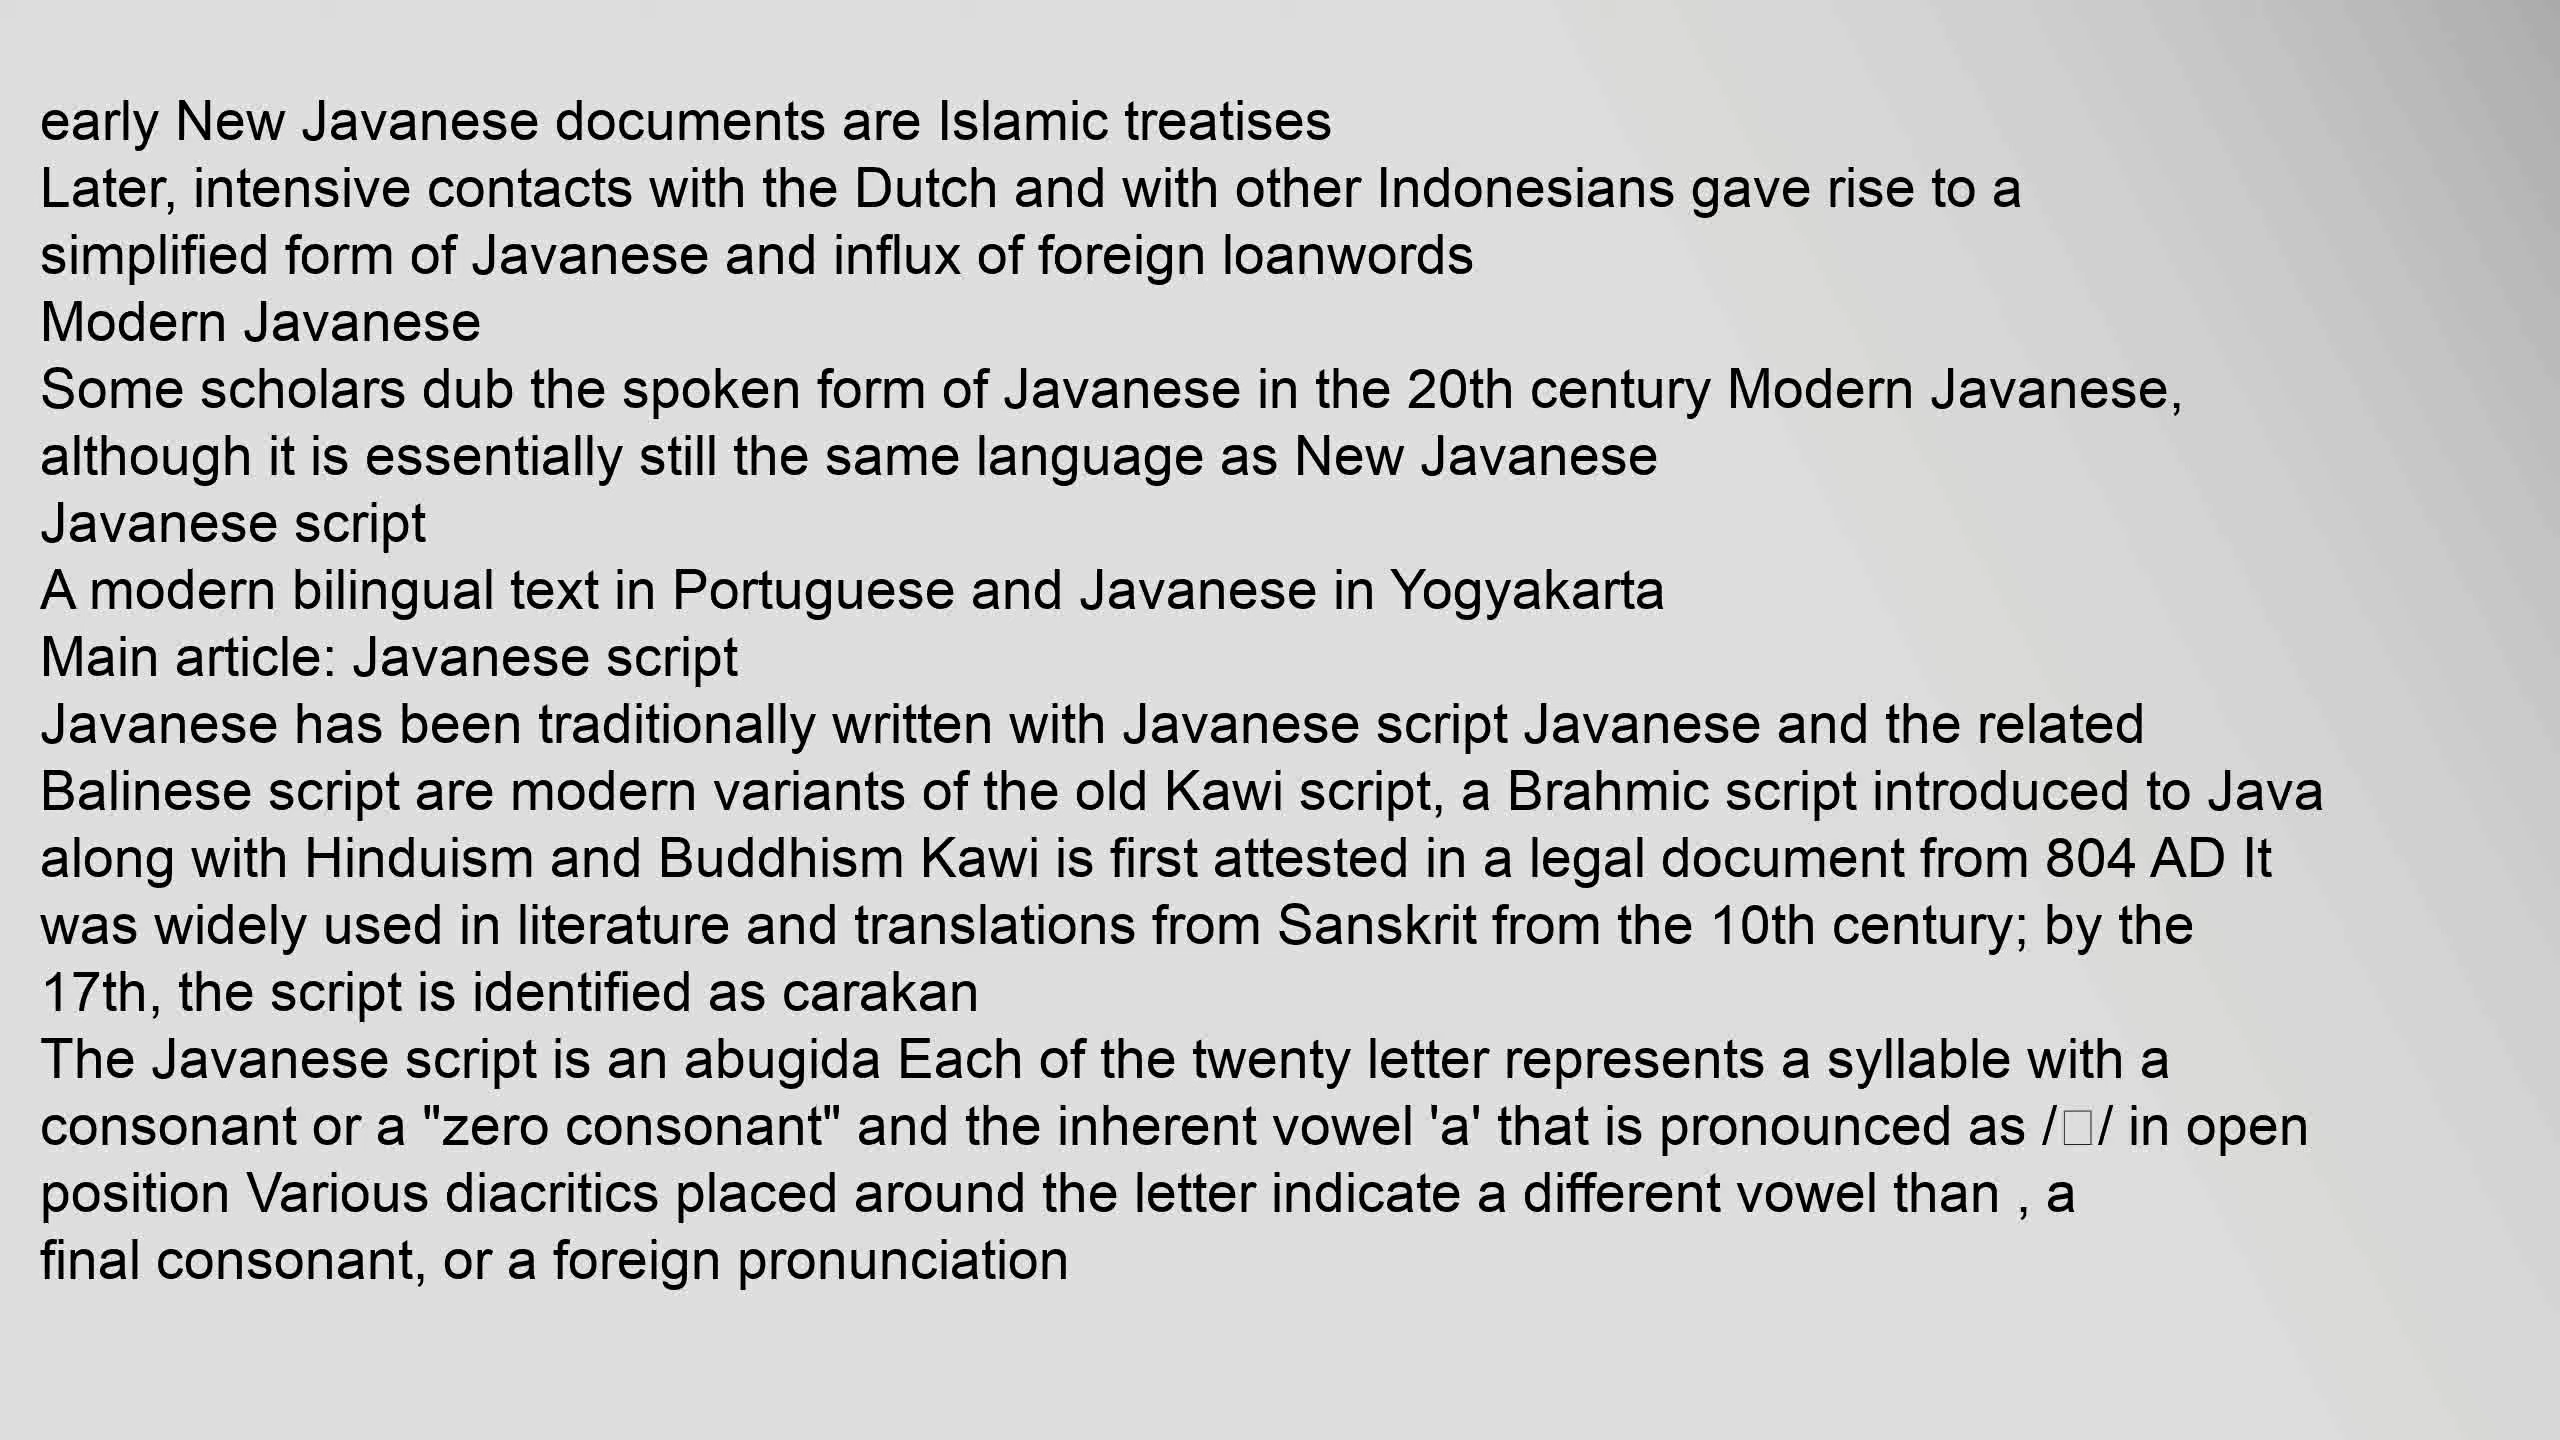 early New Javanese documents are Islamic treatises
Later, intensive contacts with the Dutch and with other Indonesians gave rise to a
simplified form of Javanese and influx of foreign loanwords
Modern Javanese
Some scholars dub the spoken form of Javanese in the 20th century Modern Javanese,
although it is essentially still the same language as New Javanese
Javanese script
A modern bilingual text in Portuguese and Javanese in Yogyakarta
Main article: Javanese script
Javanese has been traditionally written with Javanese script Javanese and the related
Balinese script are modern variants of the old Kawi script, a Brahmic script introduced to Java
along with Hinduism and Buddhism Kawi is first attested in a legal document from 804 AD It
was widely used in literature and translations from Sanskrit from the 10th century; by the
17th, the script is identified as carakan
The Javanese script is an abugida Each of the twenty letter represents a syllable with a
consonant or a "zero consonant" and the inherent vowel 'a' that is pronounced as /□/ in open
position Various diacritics placed around the letter indicate a different vowel than , a
final consonant, or a foreign pronunciation